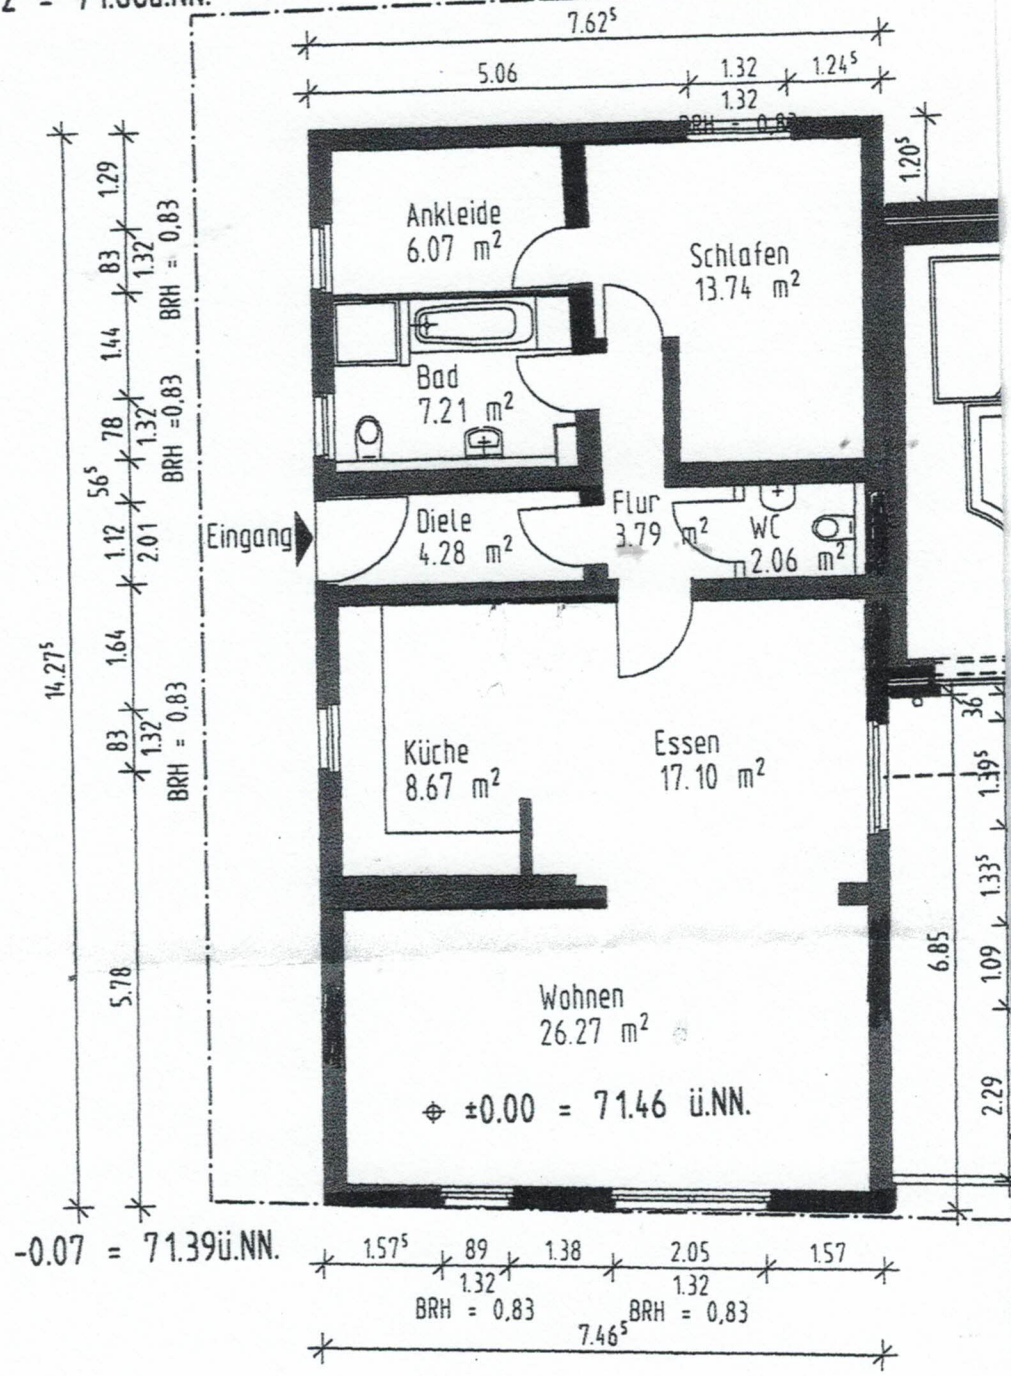 7.62⁵
5.06
1.32
1.24⁵
1.32
BRH = 0,83
1.20⁵
1.29
83
1.32
BRH = 0,83
1.44
78
1.32
BRH =0,83
56⁵
1.12
2.01
1.64
83
1.32
BRH = 0,83
5.78
14.27⁵
Ankleide
6.07 m²
Schlafen
13.74 m²
Bad
7.21 m²
Eingang
Diele
4.28 m²
Flur
3.79 m²
WC
2.06 m²
Küche
8.67 m²
Essen
17.10 m²
Wohnen
26.27 m²
±0.00 = 71.46 ü.NN.
36
1.39⁵
1.33⁵
1.09
2.29
6.85
-0.07 = 71.39ü.NN.
1.57⁵
89
1.38
2.05
1.57
1.32
1.32
BRH = 0,83
BRH = 0,83
7.46⁵